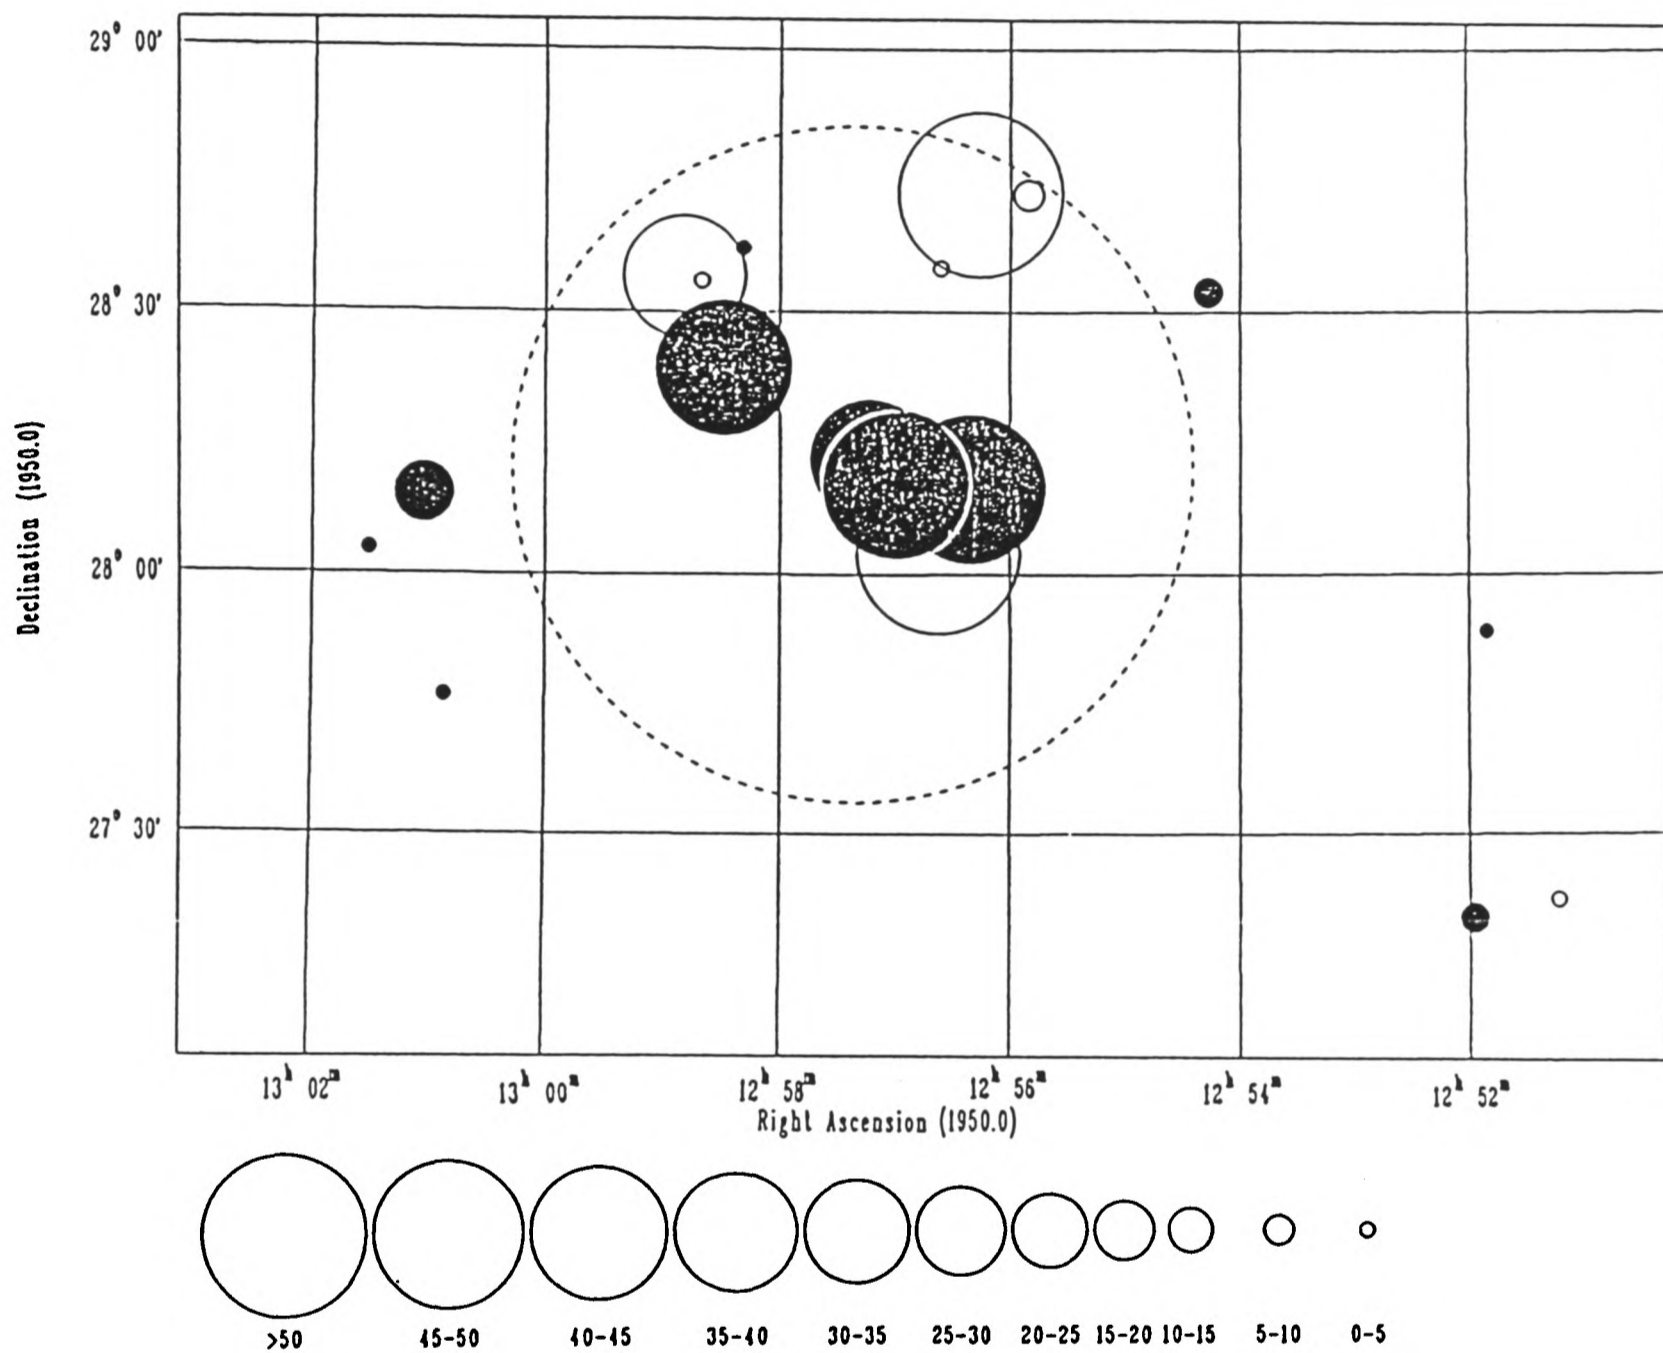 29° 00'
28° 30'
28° 00'
27° 30'
Declination (1950.0)
13ʰ 02ᵐ 13ʰ 00ᵐ 12ʰ 58ᵐ 12ʰ 56ᵐ 12ʰ 54ᵐ 12ʰ 52ᵐ
Right Ascension (1950.0)
>50 45-50 40-45 35-40 30-35 25-30 20-25 15-20 10-15 5-10 0-5